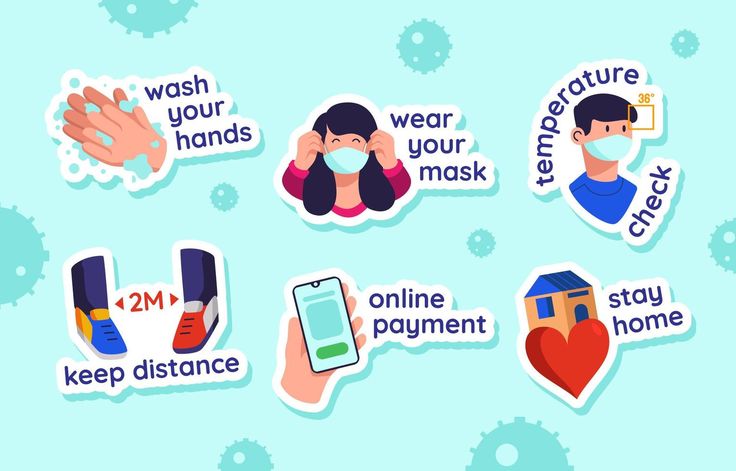 wash
your
hands
wear
your
mask
temperature
36°
check
2M
keep distance
online
payment
stay
home